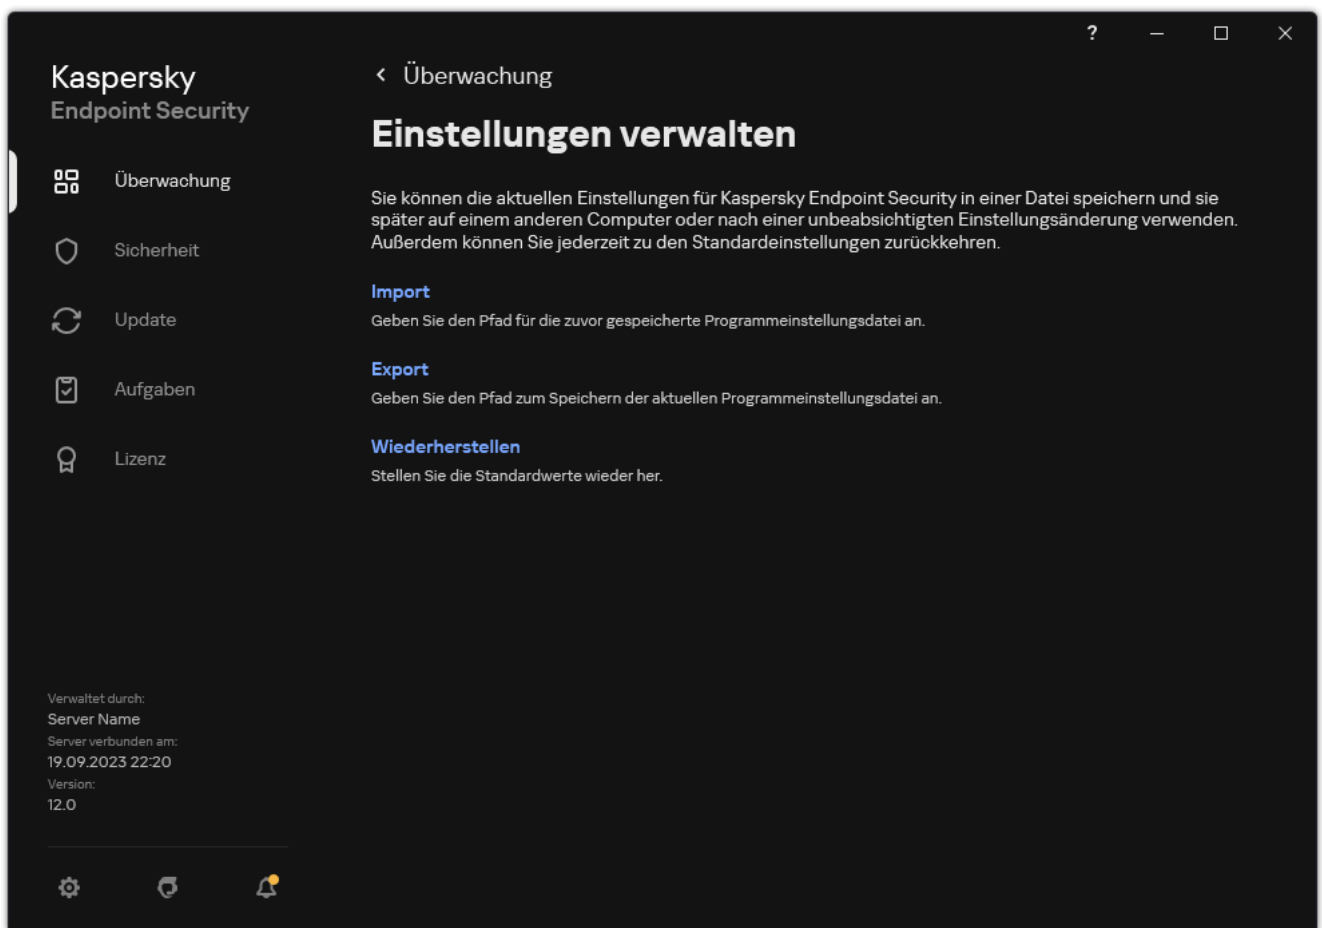 ?
Kaspersky
Endpoint Security
Überwachung
Sicherheit
Update
Aufgaben
Lizenz
Verwaltet durch:
Server Name
Server verbunden am:
19.09.2023 22:20
Version:
12.0
< Überwachung
Einstellungen verwalten
Sie können die aktuellen Einstellungen für Kaspersky Endpoint Security in einer Datei speichern und sie
später auf einem anderen Computer oder nach einer unbeabsichtigten Einstellungsänderung verwenden.
Außerdem können Sie jederzeit zu den Standardeinstellungen zurückkehren.
Import
Geben Sie den Pfad für die zuvor gespeicherte Programmeinstellungsdatei an.
Export
Geben Sie den Pfad zum Speichern der aktuellen Programmeinstellungsdatei an.
Wiederherstellen
Stellen Sie die Standardwerte wieder her.